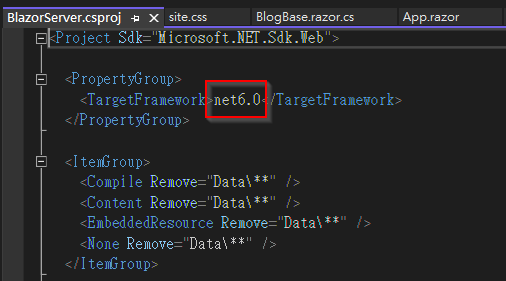 BlazorServer.csproj site.css BlogBase.razor.cs App.razor
<Project Sdk="Microsoft.NET.Sdk.Web">
<PropertyGroup>
<TargetFramework>net6.0</TargetFramework>
</PropertyGroup>
<ItemGroup>
<Compile Remove="Data\**" />
<Content Remove="Data\**" />
<EmbeddedResource Remove="Data\**" />
<None Remove="Data\**" />
</ItemGroup>